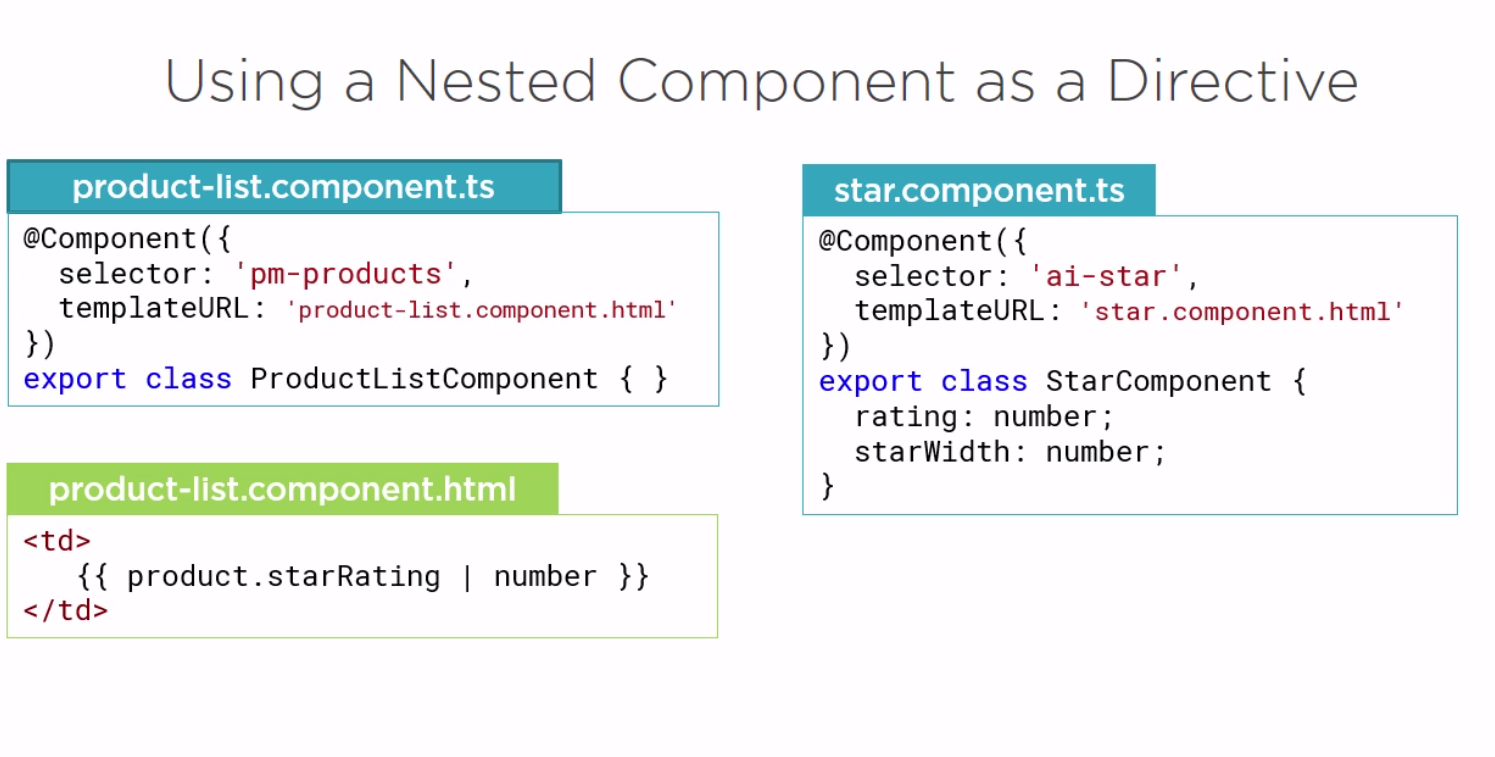 Using a Nested Component as a Directive
product-list.component.ts
@Component({
  selector: 'pm-products',
  templateURL: 'product-list.component.html'
})
export class ProductListComponent { }
product-list.component.html
<td>
   {{ product.starRating | number }}
</td>
star.component.ts
@Component({
  selector: 'ai-star',
  templateURL: 'star.component.html'
})
export class StarComponent {
  rating: number;
  starWidth: number;
}